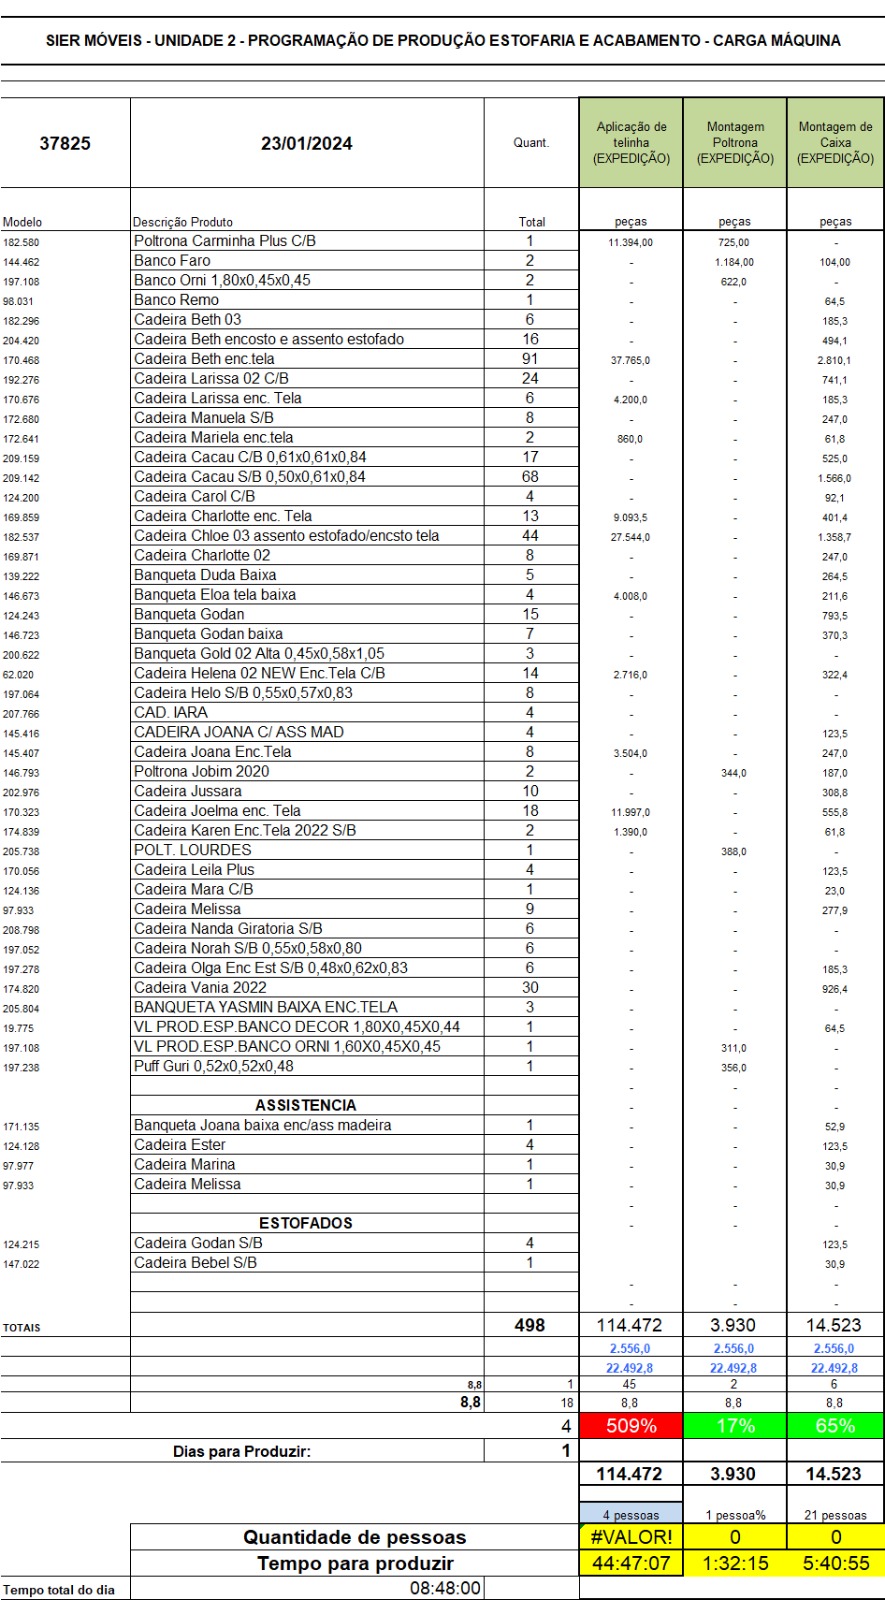 SIER MÓVEIS - UNIDADE 2 - PROGRAMAÇÃO DE PRODUÇÃO ESTOFARIA E ACABAMENTO - CARGA MÁQUINA
37825 23/01/2024 Quant. Aplicação de telinha (EXPEDIÇÃO) Montagem Poltrona (EXPEDIÇÃO) Montagem de Caixa (EXPEDIÇÃO)
Modelo Descrição Produto Total peças peças peças
182.580 Poltrona Carminha Plus C/B 1 11.394,00 725,00 -
144.462 Banco Faro 2 - 1.184,00 104,00
197.108 Banco Orni 1,80x0,45x0,45 2 - 622,0 -
98.031 Banco Remo 1 - - 64,5
182.296 Cadeira Beth 03 6 - - 185,3
204.420 Cadeira Beth encosto e assento estofado 16 - - 494,1
170.468 Cadeira Beth enc.tela 91 37.765,0 - 2.810,1
192.276 Cadeira Larissa 02 C/B 24 - - 741,1
170.676 Cadeira Larissa enc. Tela 6 4.200,0 - 185,3
172.680 Cadeira Manuela S/B 8 - - 247,0
172.641 Cadeira Mariela enc.tela 2 860,0 - 61,8
209.159 Cadeira Cacau C/B 0,61x0,61x0,84 17 - - 525,0
209.142 Cadeira Cacau S/B 0,50x0,61x0,84 68 - - 1.566,0
124.200 Cadeira Carol C/B 4 - - 92,1
169.859 Cadeira Charlotte enc. Tela 13 9.093,5 - 401,4
182.537 Cadeira Chloe 03 assento estofado/encsto tela 44 27.544,0 - 1.358,7
169.871 Cadeira Charlotte 02 8 - - 247,0
139.222 Banqueta Duda Baixa 5 - - 264,5
146.673 Banqueta Eloa tela baixa 4 4.008,0 - 211,6
124.243 Banqueta Godan 15 - - 793,5
146.723 Banqueta Godan baixa 7 - - 370,3
200.622 Banqueta Gold 02 Alta 0,45x0,58x1,05 3 - - -
62.020 Cadeira Helena 02 NEW Enc.Tela C/B 14 2.716,0 - 322,4
197.064 Cadeira Helo S/B 0,55x0,57x0,83 8 - - -
207.766 CAD. IARA 4 - - -
145.416 CADEIRA JOANA C/ ASS MAD 4 - - 123,5
145.407 Cadeira Joana Enc.Tela 8 3.504,0 - 247,0
146.793 Poltrona Jobim 2020 2 - 344,0 187,0
202.976 Cadeira Jussara 10 - - 308,8
170.323 Cadeira Joelma enc. Tela 18 11.997,0 - 555,8
174.839 Cadeira Karen Enc.Tela 2022 S/B 2 1.390,0 - 61,8
205.738 POLT. LOURDES 1 - 388,0 -
170.056 Cadeira Leila Plus 4 - - 123,5
124.136 Cadeira Mara C/B 1 - - 23,0
97.933 Cadeira Melissa 9 - - 277,9
208.798 Cadeira Nanda Giratoria S/B 6 - - -
197.052 Cadeira Norah S/B 0,55x0,58x0,80 6 - - -
197.278 Cadeira Olga Enc Est S/B 0,48x0,62x0,83 6 - - 185,3
174.820 Cadeira Vania 2022 30 - - 926,4
205.804 BANQUETA YASMIN BAIXA ENC.TELA 3 - - -
19.775 VL PROD.ESP.BANCO DECOR 1,80X0,45X0,44 1 - - 64,5
197.108 VL PROD.ESP.BANCO ORNI 1,60X0,45X0,45 1 - 311,0 -
197.238 Puff Guri 0,52x0,52x0,48 1 - 356,0 -
- - -
ASSISTENCIA - - -
171.135 Banqueta Joana baixa enc/ass madeira 1 - - 52,9
124.128 Cadeira Ester 4 - - 123,5
97.977 Cadeira Marina 1 - - 30,9
97.933 Cadeira Melissa 1 - - 30,9
- - -
ESTOFADOS - - -
124.215 Cadeira Godan S/B 4 123,5
147.022 Cadeira Bebel S/B 1 30,9
- - -
- - -
TOTAIS 498 114.472 3.930 14.523
2.556,0 2.556,0 2.556,0
22.492,8 22.492,8 22.492,8
8,8 1 45 2 6
8,8 18 8,8 8,8 8,8
4 509% 17% 65%
Dias para Produzir: 1
114.472 3.930 14.523
4 pessoas 1 pessoa% 21 pessoas
Quantidade de pessoas #VALOR! 0 0
Tempo para produzir 44:47:07 1:32:15 5:40:55
Tempo total do dia 08:48:00